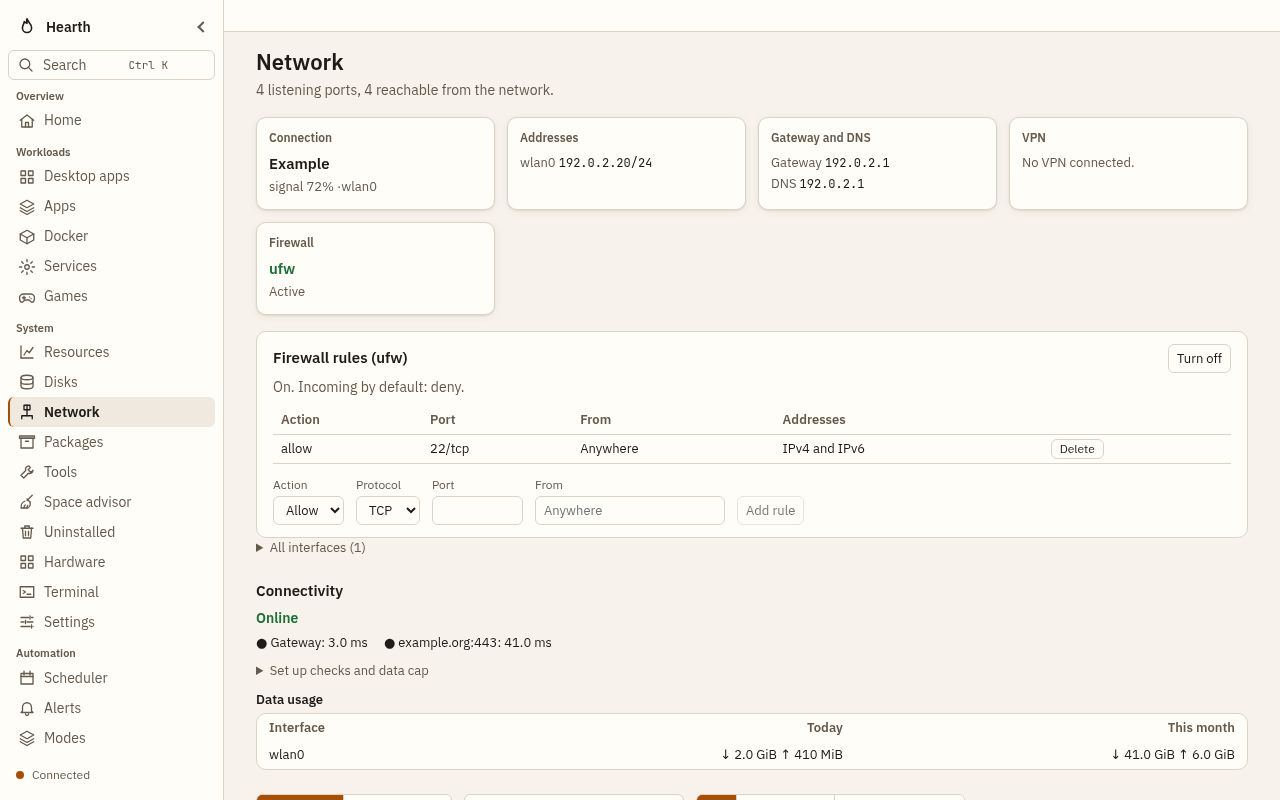 Hearth
Search Ctrl K
Overview
Home
Workloads
Desktop apps
Apps
Docker
Services
Games
System
Resources
Disks
Network
Packages
Tools
Space advisor
Uninstalled
Hardware
Terminal
Settings
Automation
Scheduler
Alerts
Modes
Connected
Network
4 listening ports, 4 reachable from the network.
Connection
Example
signal 72% ·wlan0
Addresses
wlan0 192.0.2.20/24
Gateway and DNS
Gateway 192.0.2.1
DNS 192.0.2.1
VPN
No VPN connected.
Firewall
ufw
Active
Firewall rules (ufw)
Turn off
On. Incoming by default: deny.
Action Port From Addresses
allow 22/tcp Anywhere IPv4 and IPv6 Delete
Action Protocol Port From
Allow TCP Anywhere Add rule
All interfaces (1)
Connectivity
Online
Gateway: 3.0 ms example.org:443: 41.0 ms
Set up checks and data cap
Data usage
Interface Today This month
wlan0 ↓ 2.0 GiB ↑ 410 MiB ↓ 41.0 GiB ↑ 6.0 GiB